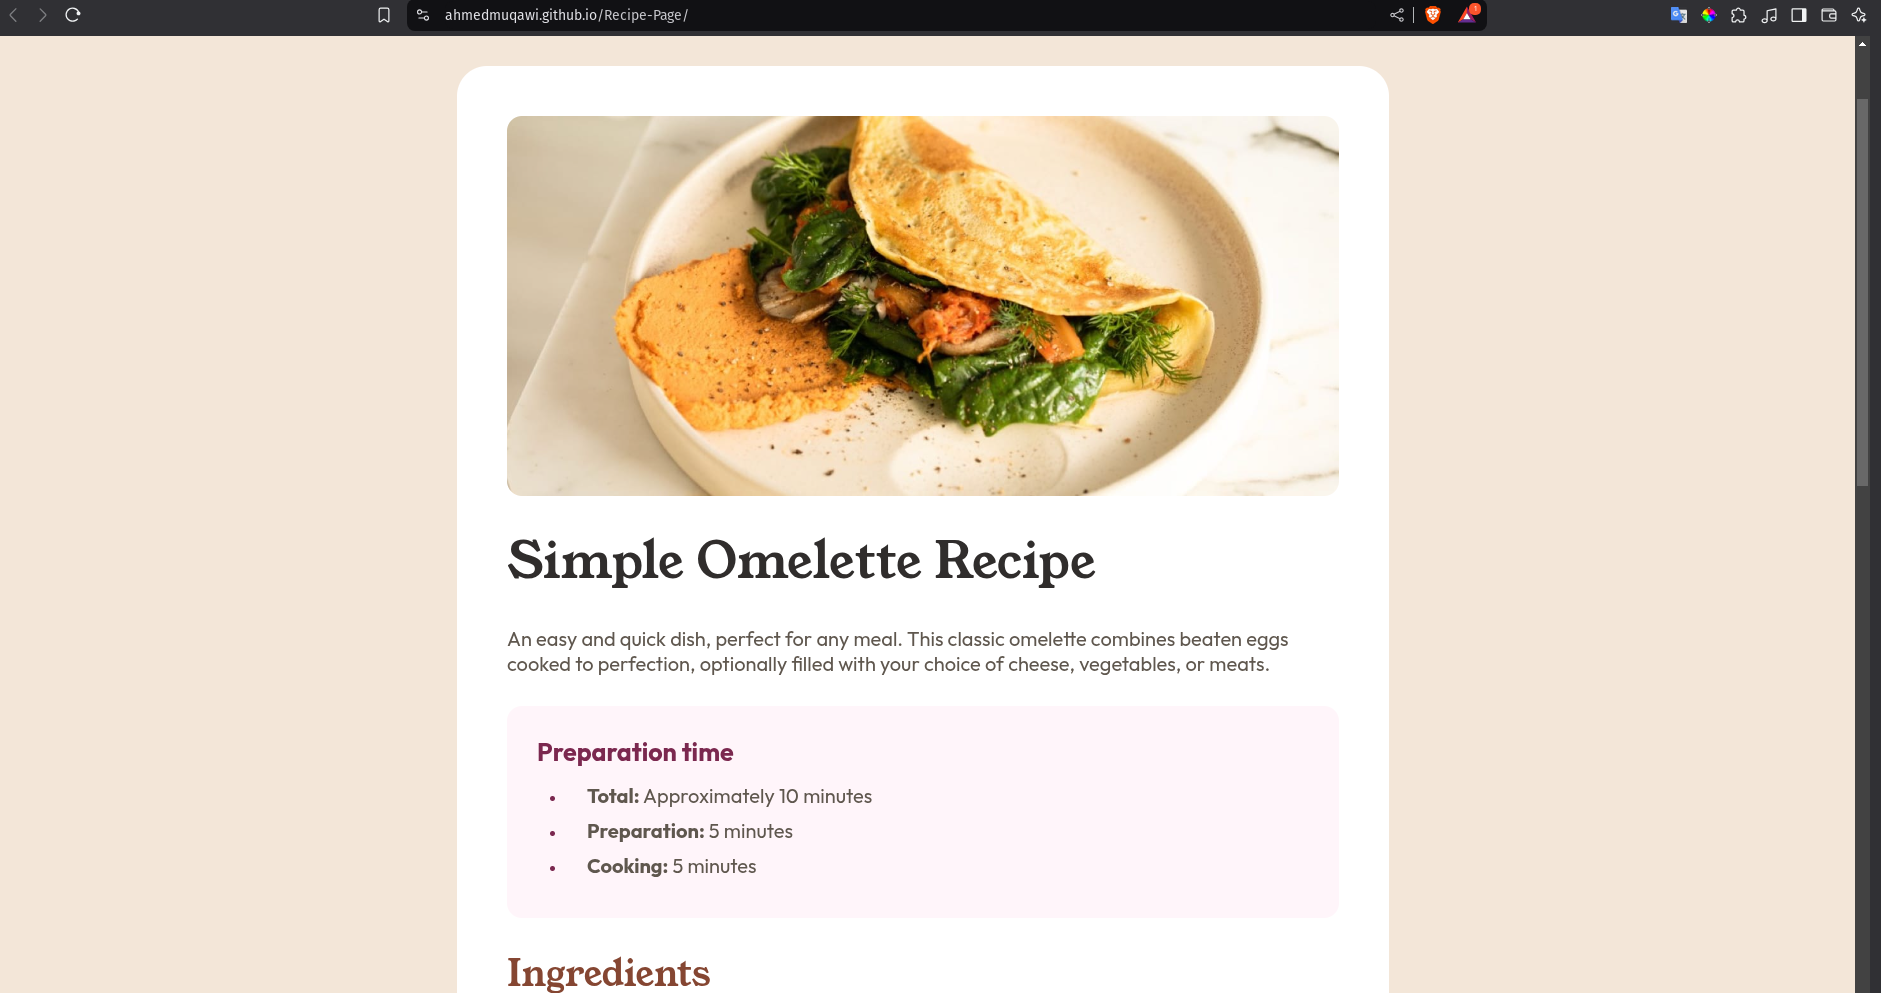 ahmedmuqawi.github.io/Recipe-Page/
1
Simple Omelette Recipe
An easy and quick dish, perfect for any meal. This classic omelette combines beaten eggs
cooked to perfection, optionally filled with your choice of cheese, vegetables, or meats.
Preparation time
• Total: Approximately 10 minutes
• Preparation: 5 minutes
• Cooking: 5 minutes
Ingredients